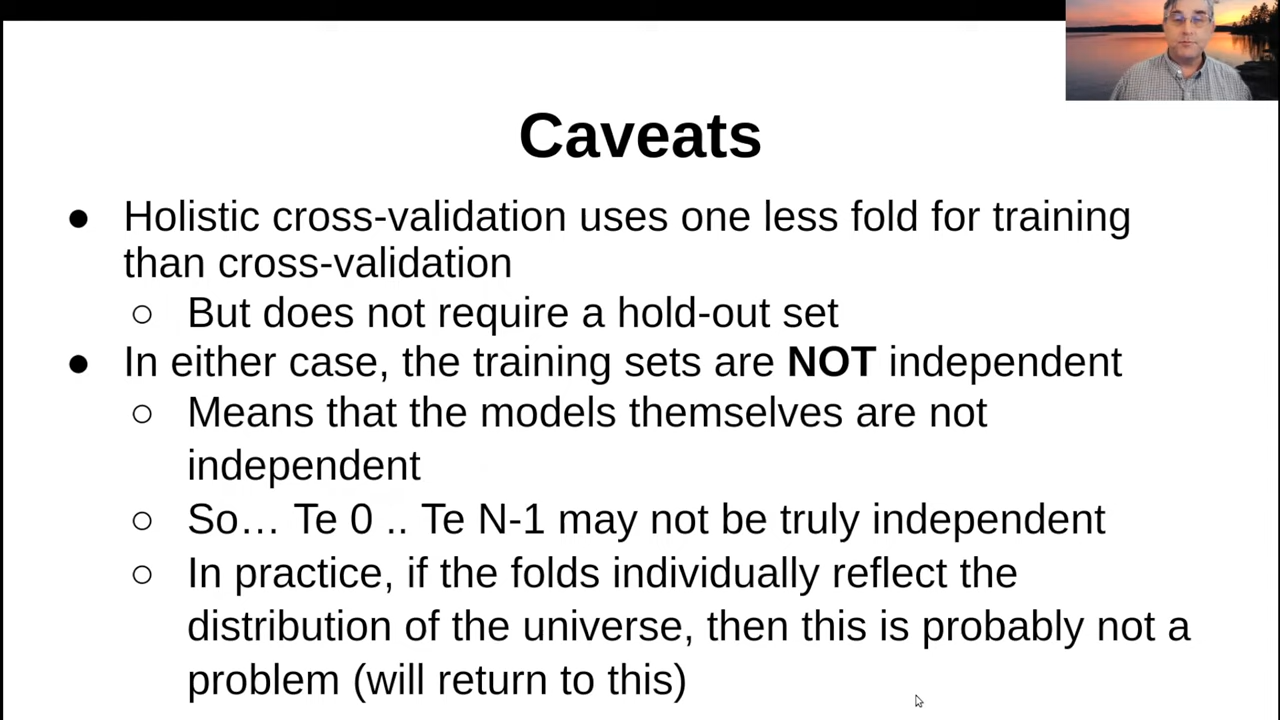 Caveats
● Holistic cross-validation uses one less fold for training
than cross-validation
○ But does not require a hold-out set
● In either case, the training sets are NOT independent
○ Means that the models themselves are not
independent
○ So… Te 0 .. Te N-1 may not be truly independent
○ In practice, if the folds individually reflect the
distribution of the universe, then this is probably not a
problem (will return to this)